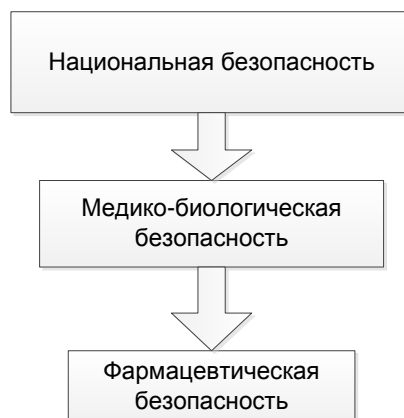 Национальная безопасность
Медико-биологическая
безопасность
Фармацевтическая
безопасность